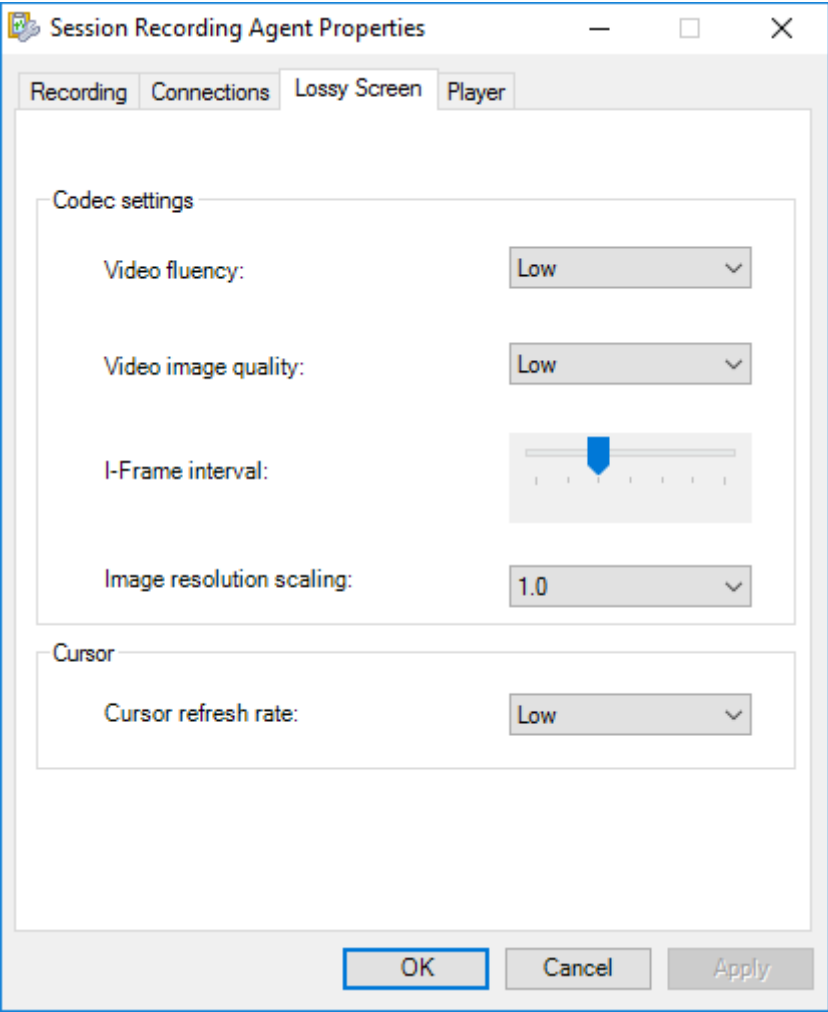 Session Recording Agent Properties
Recording Connections Lossy Screen Player
Codec settings
Video fluency: Low
Video image quality: Low
I-Frame interval:
Image resolution scaling: 1.0
Cursor
Cursor refresh rate: Low
OK Cancel Apply